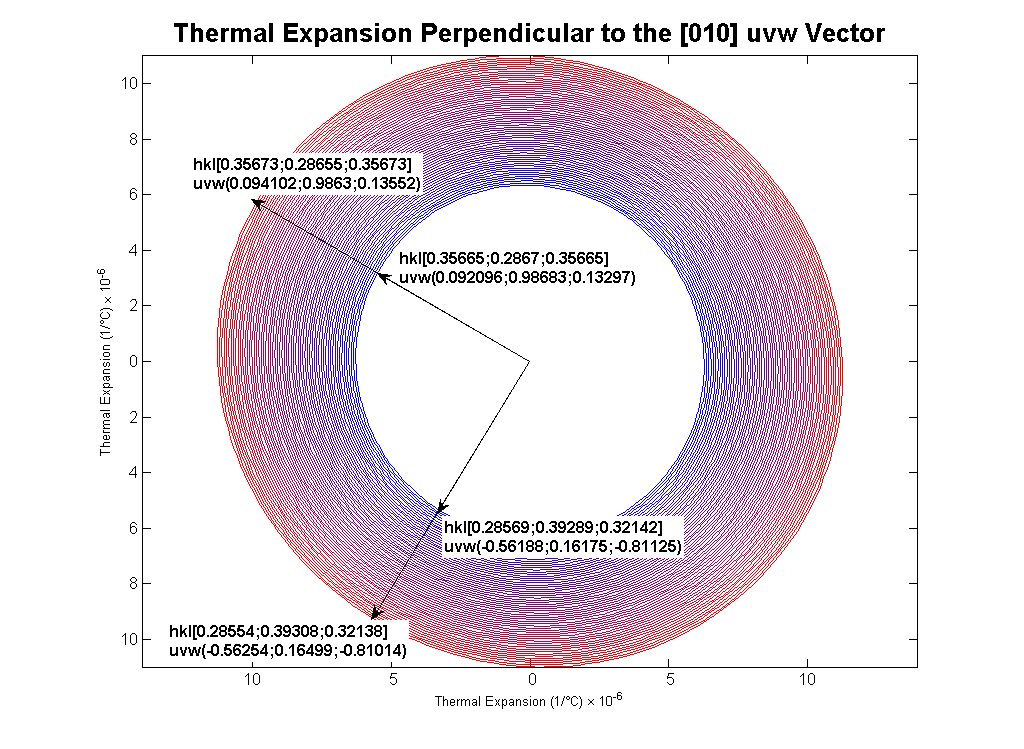 Thermal Expansion Perpendicular to the [010] uvw Vector
10
8
6
4
2
0
2
4
6
8
10
Thermal Expansion (1/°C) × 10-6
hkl[0.35673;0.28655;0.35673]
uvw(0.094102;0.9863;0.13552)
hkl[0.35665;0.2867;0.35665]
uvw(0.092096;0.98683;0.13297)
hkl[0.28569;0.39289;0.32142]
uvw(-0.56188;0.16175;-0.81125)
hkl[0.28554;0.39308;0.32138]
uvw(-0.56254;0.16499;-0.81014)
10 5 0 5 10
Thermal Expansion (1/°C) × 10-6